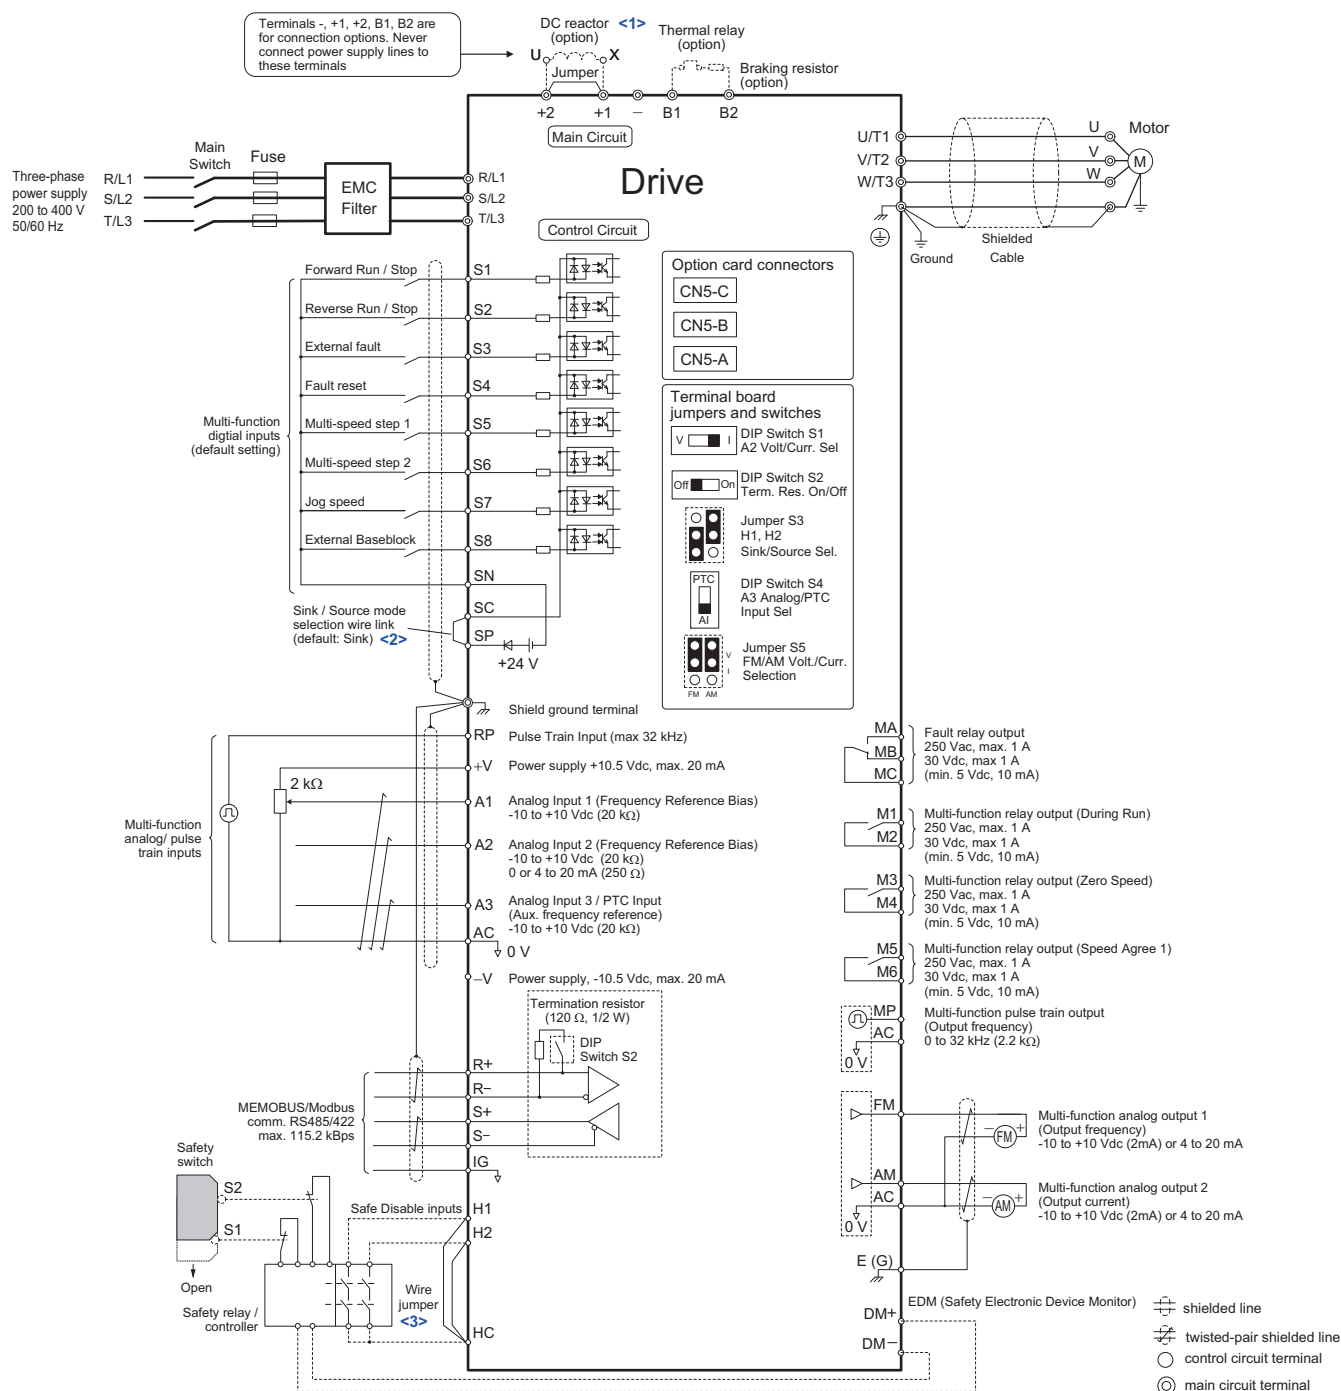 Terminals -, +1, +2, B1, B2 are
for connection options. Never
connect power supply lines to
these terminals
DC reactor <1>
(option)
U X
Jumper
Thermal relay
(option)
Braking resistor
(option)
+2 +1 − B1 B2
Main Circuit
Drive
Three-phase
power supply
200 to 400 V
50/60 Hz
Main
Switch
Fuse
R/L1
S/L2
T/L3
EMC
Filter
R/L1
S/L2
T/L3
U/T1
V/T2
W/T3
U
V
W
Motor
M
Ground
Shielded
Cable
Control Circuit
Multi-function
digtial inputs
(default setting)
Forward Run / Stop S1
Reverse Run / Stop S2
External fault S3
Fault reset S4
Multi-speed step 1 S5
Multi-speed step 2 S6
Jog speed S7
External Baseblock S8
SN
SC
SP
+24 V
Sink / Source mode
selection wire link
(default: Sink) <2>
Option card connectors
CN5-C
CN5-B
CN5-A
Terminal board
jumpers and switches
V I
DIP Switch S1
A2 Volt/Curr. Sel
Off On
DIP Switch S2
Term. Res. On/Off
Jumper S3
H1, H2
Sink/Source Sel.
PTC
AI
DIP Switch S4
A3 Analog/PTC
Input Sel
V
I
FM AM
Jumper S5
FM/AM Volt./Curr.
Selection
Shield ground terminal
Multi-function
analog/ pulse
train inputs
2 kΩ
RP Pulse Train Input (max 32 kHz)
+V Power supply +10.5 Vdc, max. 20 mA
A1 Analog Input 1 (Frequency Reference Bias)
-10 to +10 Vdc (20 kΩ)
A2 Analog Input 2 (Frequency Reference Bias)
-10 to +10 Vdc (20 kΩ)
0 or 4 to 20 mA (250 Ω)
A3 Analog Input 3 / PTC Input
(Aux. frequency reference)
-10 to +10 Vdc (20 kΩ)
AC
0 V
−V Power supply, -10.5 Vdc, max. 20 mA
Termination resistor
(120 Ω, 1/2 W)
DIP
Switch S2
MEMOBUS/Modbus
comm. RS485/422
max. 115.2 kBps
R+
R−
S+
S−
IG
Safety
switch
S2
S1
Open
Safety relay /
controller
Safe Disable inputs
H1
H2
Wire
jumper
<3>
HC
MA
MB
MC
Fault relay output
250 Vac, max. 1 A
30 Vdc, max 1 A
(min. 5 Vdc, 10 mA)
M1
M2
Multi-function relay output (During Run)
250 Vac, max. 1 A
30 Vdc, max 1 A
(min. 5 Vdc, 10 mA)
M3
M4
Multi-function relay output (Zero Speed)
250 Vac, max. 1 A
30 Vdc, max 1 A
(min. 5 Vdc, 10 mA)
M5
M6
Multi-function relay output (Speed Agree 1)
250 Vac, max. 1 A
30 Vdc, max 1 A
(min. 5 Vdc, 10 mA)
MP
AC
0 V
Multi-function pulse train output
(Output frequency)
0 to 32 kHz (2.2 kΩ)
FM
− FM +
Multi-function analog output 1
(Output frequency)
-10 to +10 Vdc (2mA) or 4 to 20 mA
AM
AC
0 V
− AM +
Multi-function analog output 2
(Output current)
-10 to +10 Vdc (2mA) or 4 to 20 mA
E (G)
EDM (Safety Electronic Device Monitor)
DM+
DM−
shielded line
twisted-pair shielded line
control circuit terminal
main circuit terminal